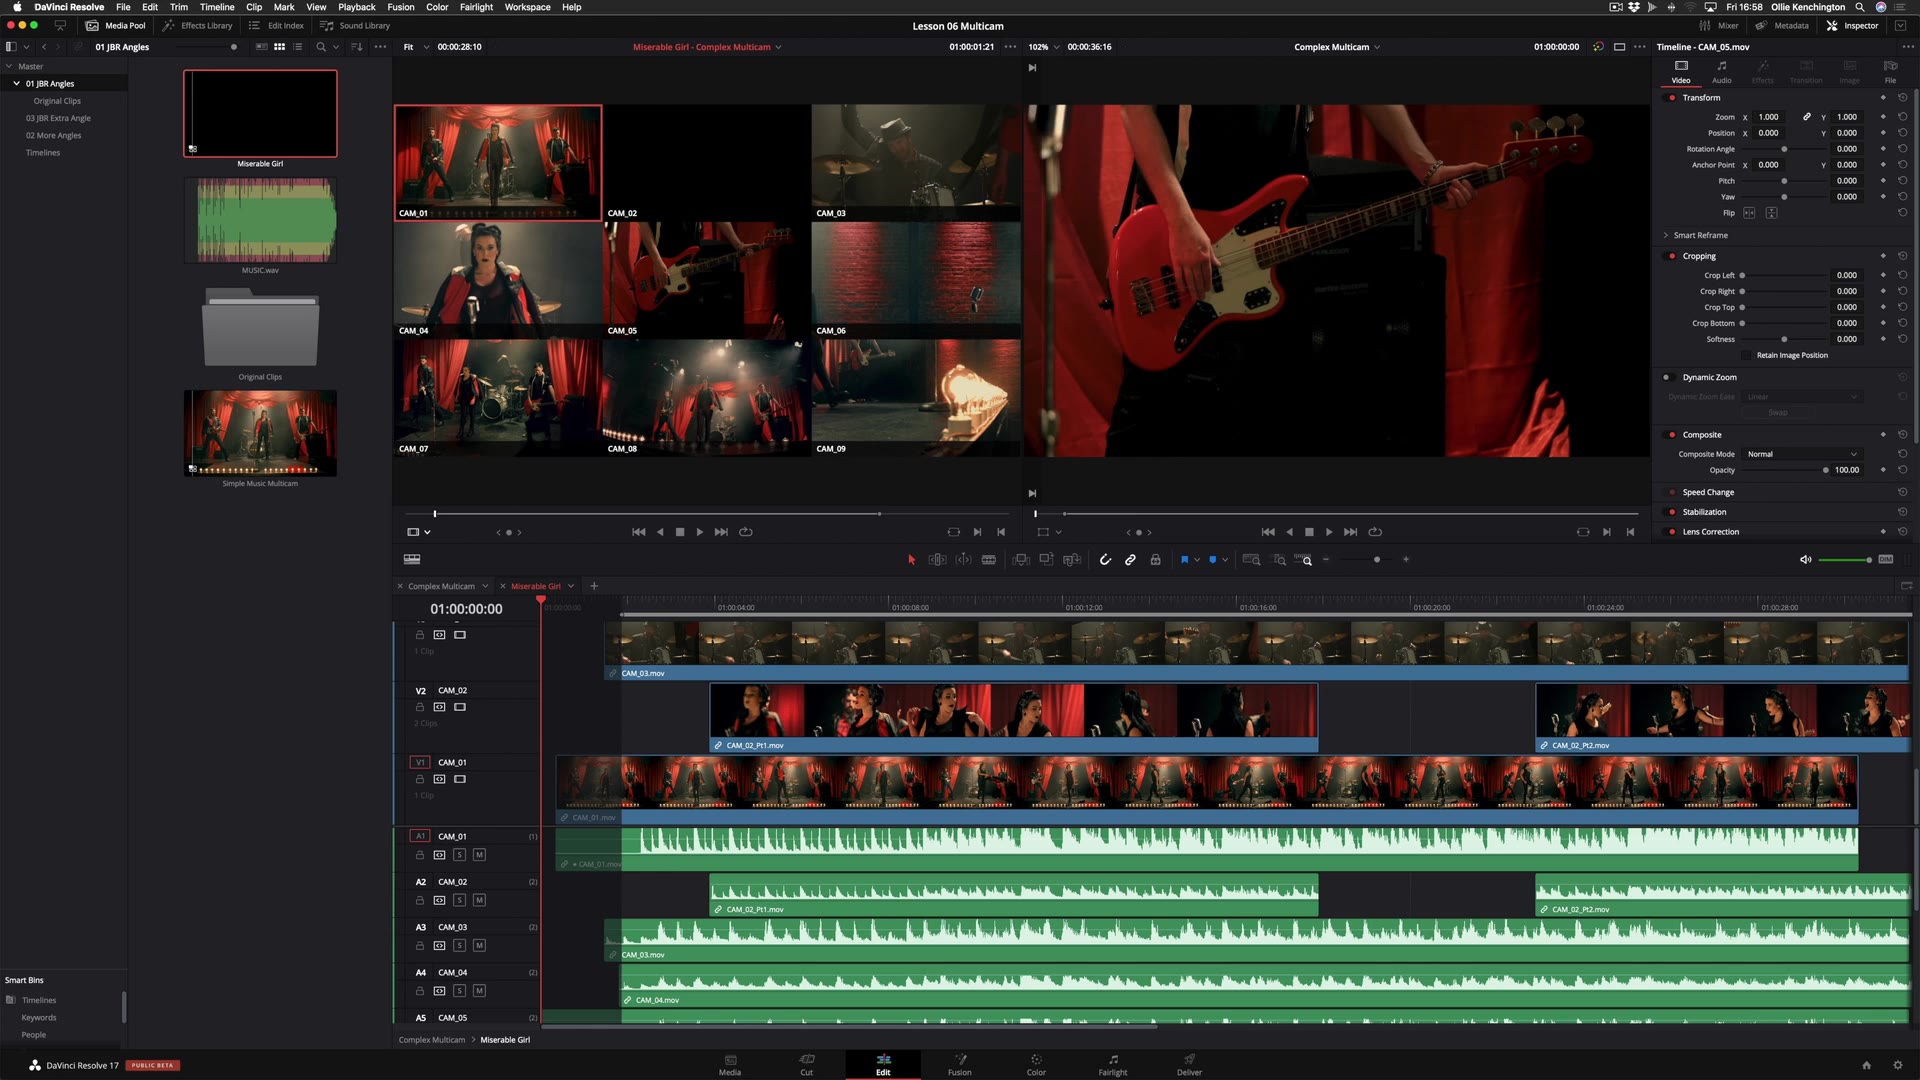 DaVinci Resolve File Edit Trim Timeline Clip Mark View Playback Fusion Color Fairlight Workspace Help Fri 16:58 Ollie Kenchington
Media Pool Effects Library Edit Index Sound Library Lesson 06 Multicam Mixer Metadata Inspector
01 JBR Angles Fit 00:00:28:10 Miserable Girl - Complex Multicam 01:00:01:21 102% 00:00:36:16 Complex Multicam 01:00:00:00 Timeline - CAM_05.mov
Master
01 JBR Angles
Original Clips
03 JBR Extra Angle
02 More Angles
Timelines
Miserable Girl
MUSIC.wav
Original Clips
Simple Music Multicam
CAM_01 CAM_02 CAM_03
CAM_04 CAM_05 CAM_06
CAM_07 CAM_08 CAM_09
Video Audio Effects Transition Image File
Transform
Zoom X 1.000 Y 1.000
Position X 0.000 Y 0.000
Rotation Angle 0.000
Anchor Point X 0.000 Y 0.000
Pitch 0.000
Yaw 0.000
Flip
Smart Reframe
Cropping
Crop Left 0.000
Crop Right 0.000
Crop Top 0.000
Crop Bottom 0.000
Softness 0.000
Retain Image Position
Dynamic Zoom
Dynamic Zoom Ease Linear
Swap
Composite
Composite Mode Normal
Opacity 100.00
Speed Change
Stabilization
Lens Correction
DIM
Complex Multicam Miserable Girl
01:00:00:00 01:00:00:00 01:00:04:00 01:00:08:00 01:00:12:00 01:00:16:00 01:00:20:00 01:00:24:00 01:00:28:00
1 Clip
CAM_03.mov
V2 CAM_02
2 Clips
CAM_02_Pt1.mov CAM_02_Pt2.mov
V1 CAM_01
1 Clip
CAM_01.mov
A1 CAM_01 (1)
S M
CAM_01.mov
A2 CAM_02 (2)
S M
CAM_02_Pt1.mov CAM_02_Pt2.mov
A3 CAM_03 (2)
S M
CAM_03.mov
A4 CAM_04 (2)
S M
CAM_04.mov
A5 CAM_05 (2)
Smart Bins
Timelines
Keywords
People
Complex Multicam > Miserable Girl
DaVinci Resolve 17 PUBLIC BETA
Media Cut Edit Fusion Color Fairlight Deliver